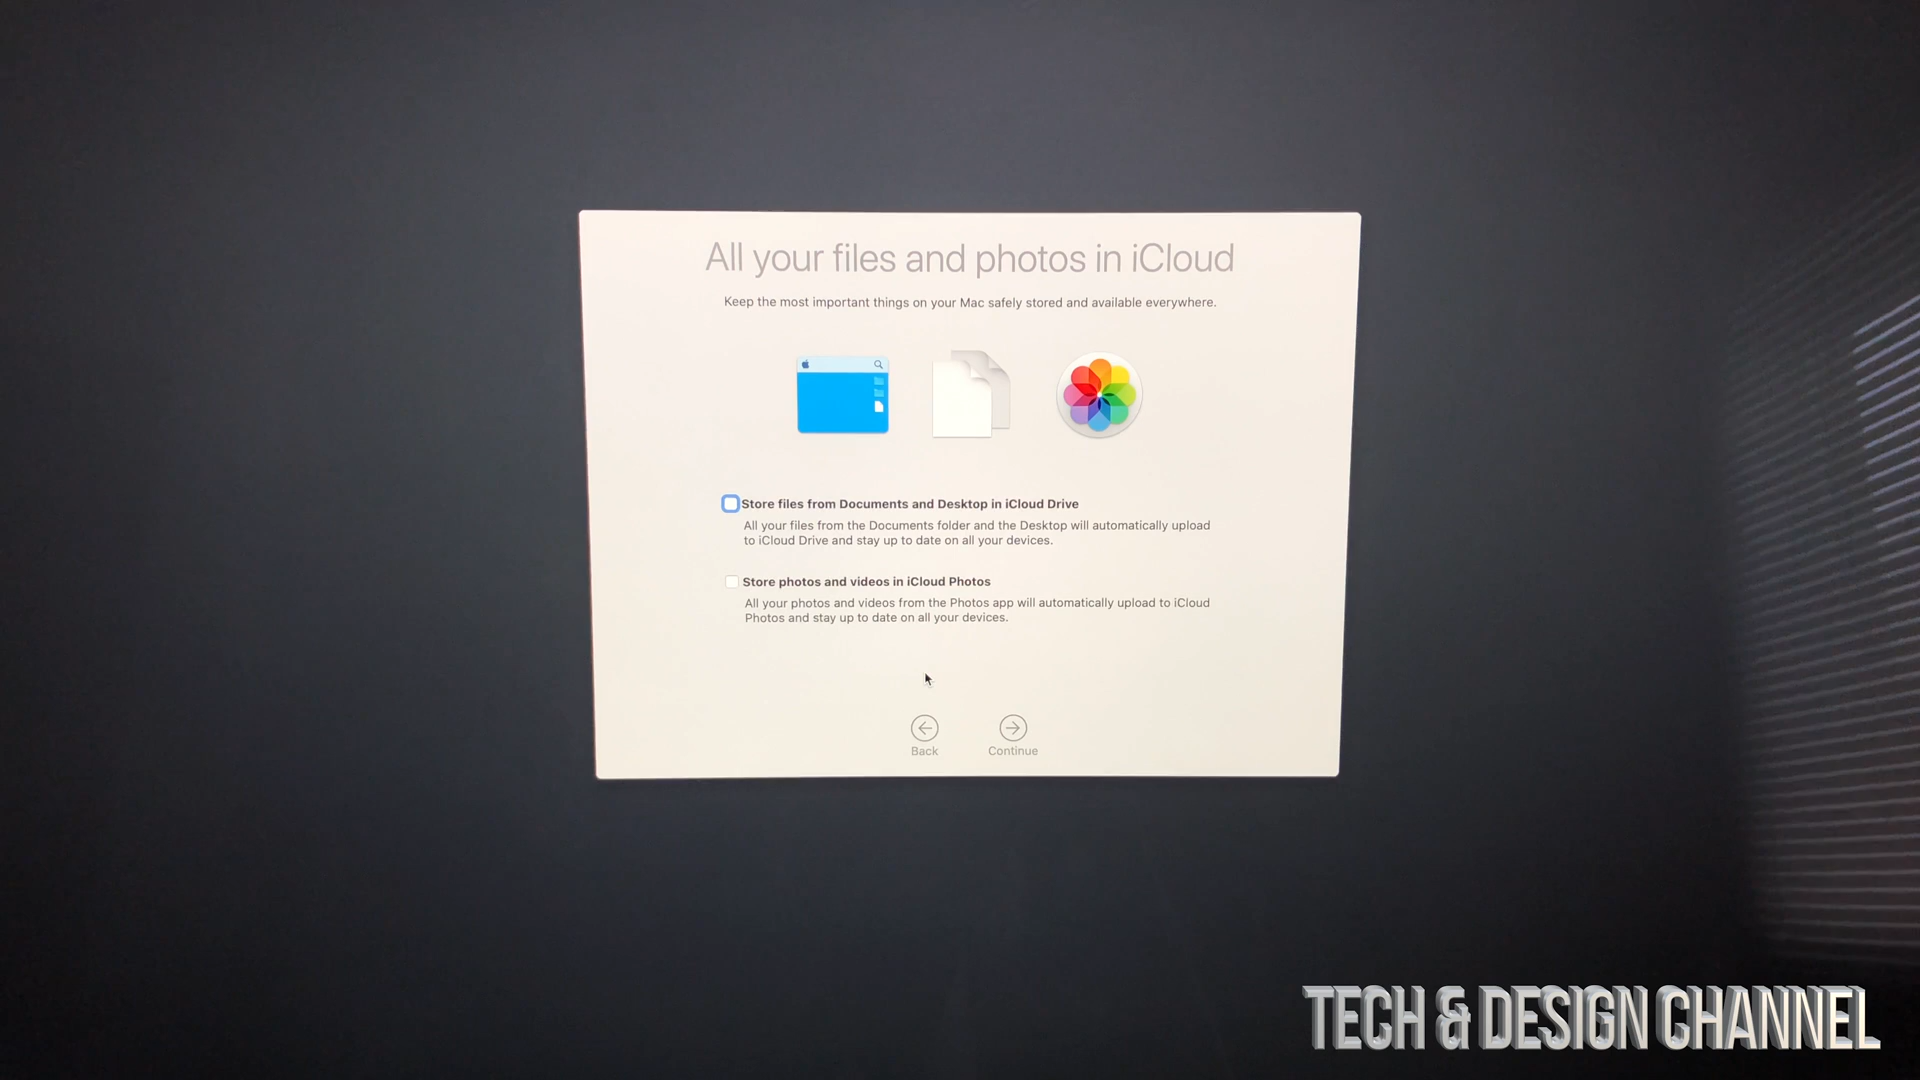 All your files and photos in iCloud
Keep the most important things on your Mac safely stored and available everywhere.
Store files from Documents and Desktop in iCloud Drive
All your files from the Documents folder and the Desktop will automatically upload
to iCloud Drive and stay up to date on all your devices.
Store photos and videos in iCloud Photos
All your photos and videos from the Photos app will automatically upload to iCloud
Photos and stay up to date on all your devices.
Back
Continue
TECH & DESIGN CHANNEL